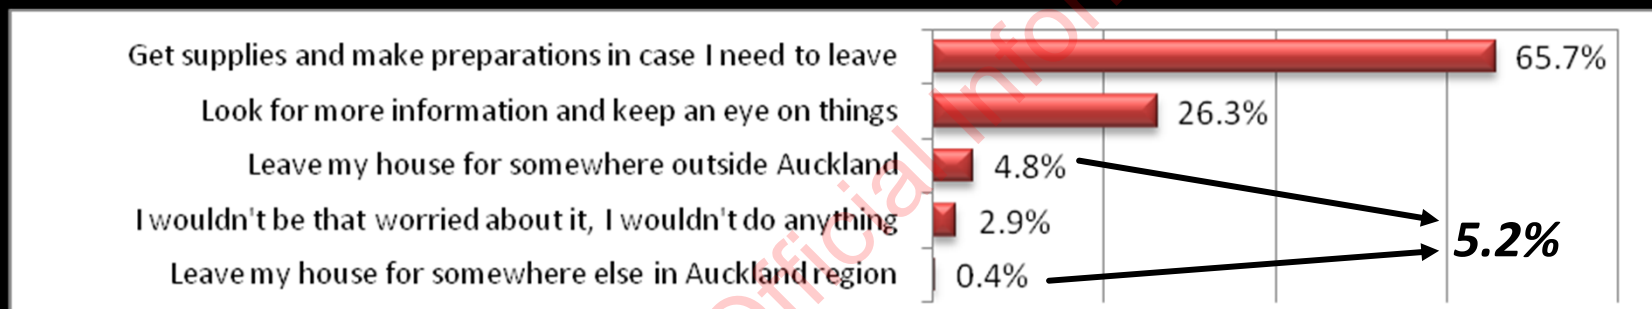 Get supplies and make preparations in case I need to leave 65.7%
Look for more information and keep an eye on things 26.3%
Leave my house for somewhere outside Auckland 4.8%
I wouldn't be that worried about it, I wouldn't do anything 2.9%
5.2%
Leave my house for somewhere else in Auckland region 0.4%
Official